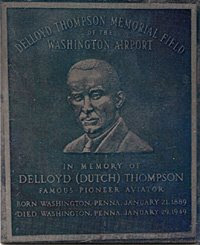 DELLOYD THOMPSON MEMORIAL FIELD
OF THE
WASHINGTON AIRPORT
IN MEMORY OF
DELLOYD (DUTCH) THOMPSON
FAMOUS PIONEER AVIATOR
BORN WASHINGTON, PENNA. JANUARY 21, 1889
DIED WASHINGTON, PENNA. JANUARY 29, 1949